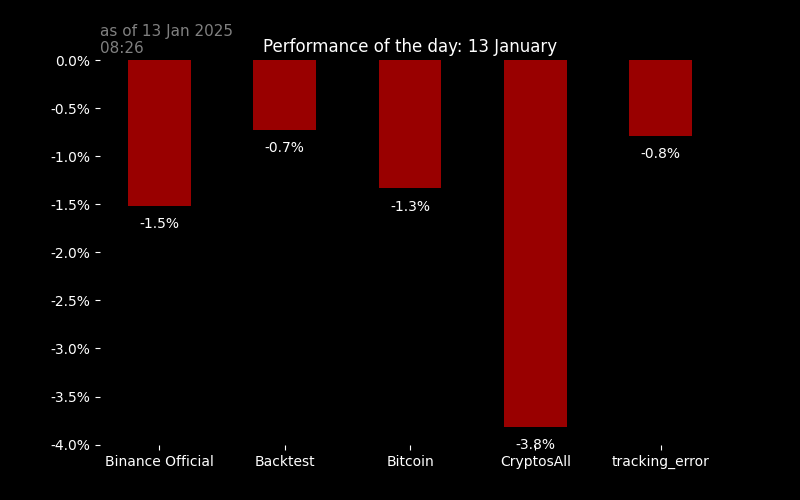 as of 13 Jan 2025
08:26
Performance of the day: 13 January
0.0%
-0.5%
-1.0%
-1.5%
-2.0%
-2.5%
-3.0%
-3.5%
-4.0%
-1.5%
-0.7%
-1.3%
-3.8%
-0.8%
Binance Official
Backtest
Bitcoin
CryptosAll
tracking_error